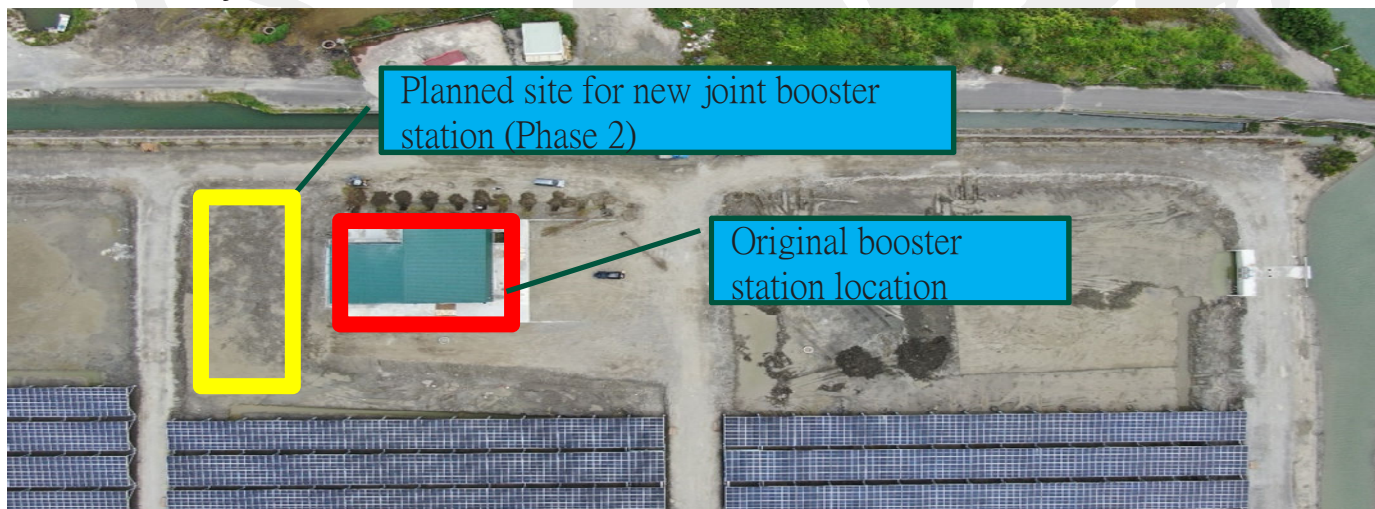 Planned site for new joint booster
station (Phase 2)
Original booster
station location